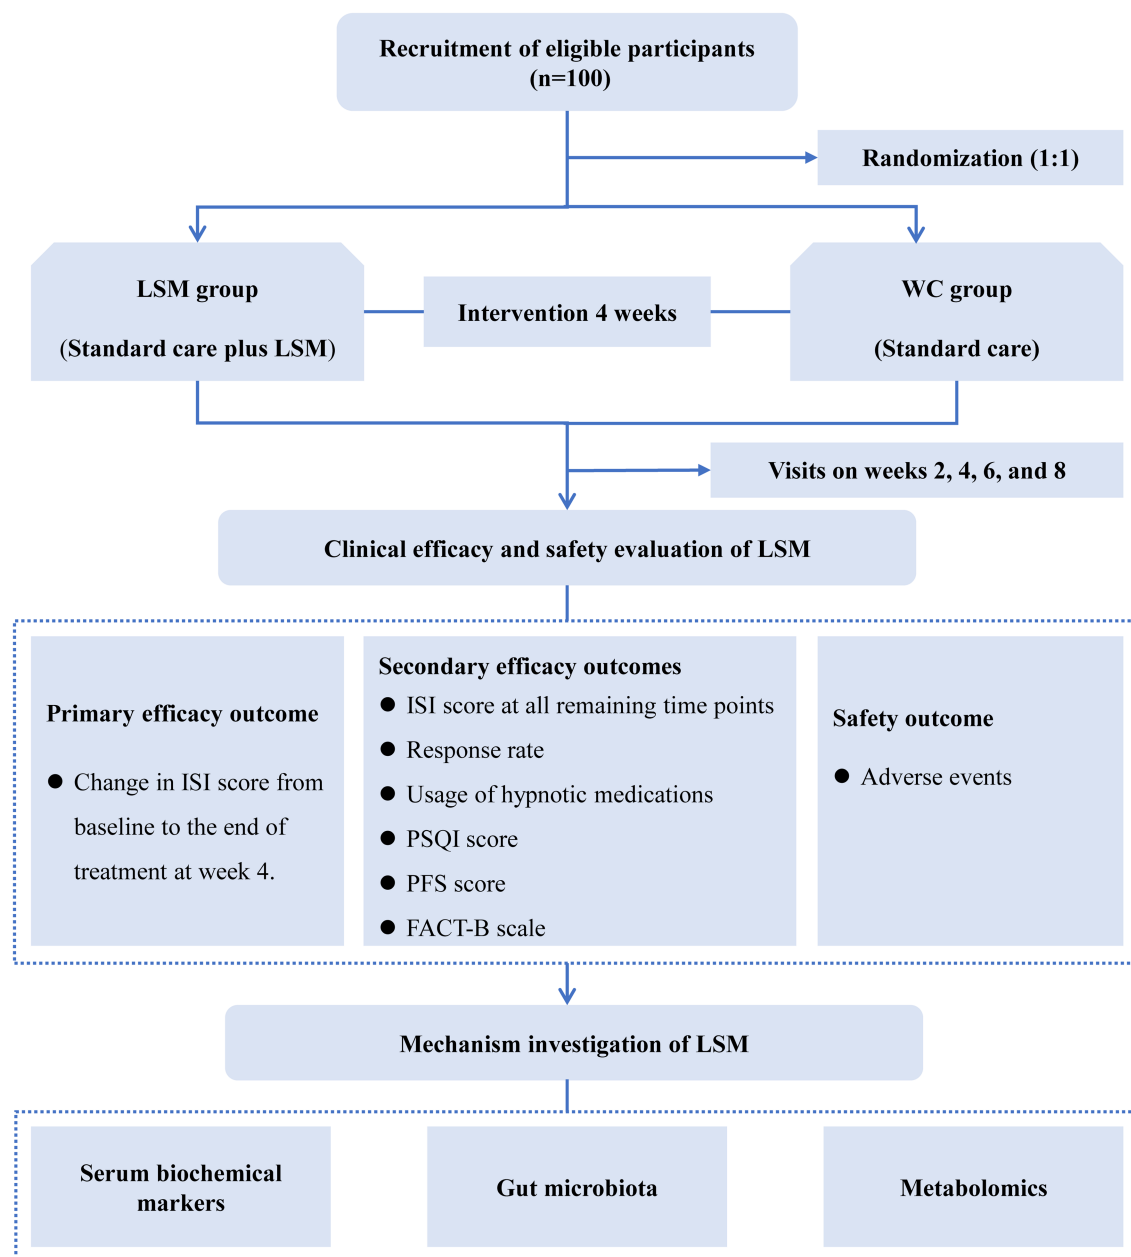 Recruitment of eligible participants
(n=100)
Randomization (1:1)
LSM group
(Standard care plus LSM)
Intervention 4 weeks
WC group
(Standard care)
Visits on weeks 2, 4, 6, and 8
Clinical efficacy and safety evaluation of LSM
Primary efficacy outcome
● Change in ISI score from
baseline to the end of
treatment at week 4.
Secondary efficacy outcomes
● ISI score at all remaining time points
● Response rate
● Usage of hypnotic medications
● PSQI score
● PFS score
● FACT-B scale
Safety outcome
● Adverse events
Mechanism investigation of LSM
Serum biochemical
markers
Gut microbiota
Metabolomics